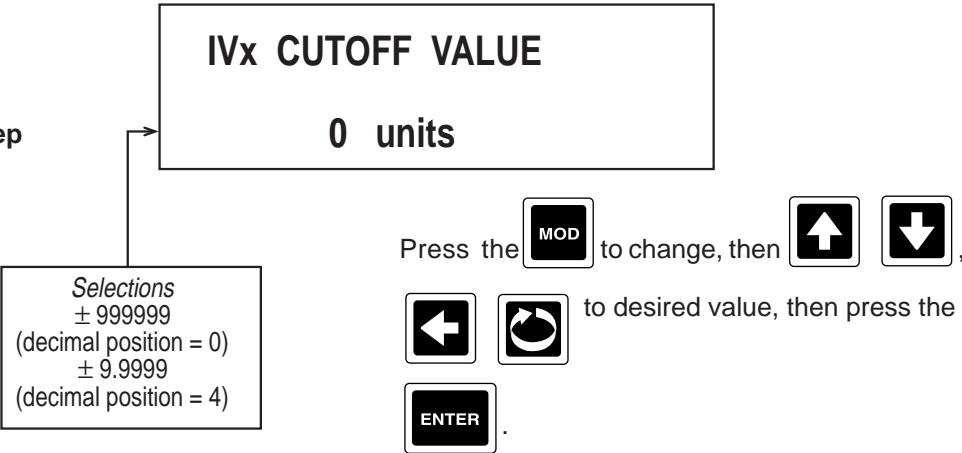 IVx CUTOFF VALUE
0 units
ep
Selections
± 999999
(decimal position = 0)
± 9.9999
(decimal position = 4)
Press the MOD to change, then ,
to desired value, then press the
ENTER .